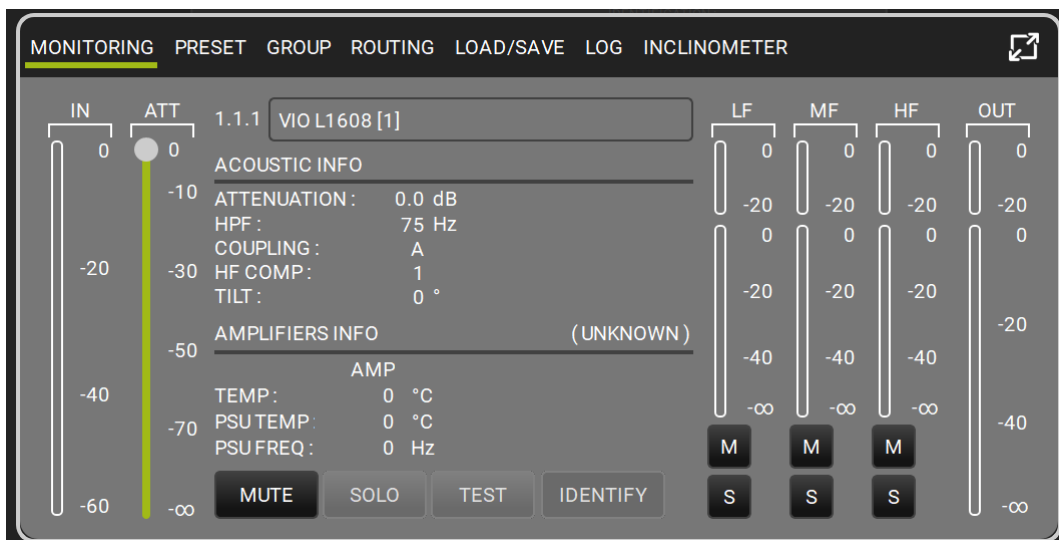 MONITORING PRESET GROUP ROUTING LOAD/SAVE LOG INCLINOMETER
IN ATT 1.1.1 VIO L1608 [1] LF MF HF OUT
0 0 0 0 0 0
ACOUSTIC INFO
-10 ATTENUATION : 0.0 dB -20 -20 -20 -20
HPF : 75 Hz
0 0 0 0
COUPLING : A
-20 -30 HF COMP : 1
TILT : 0 ° -20 -20 -20
AMPLIFIERS INFO (UNKNOWN) -20
-50 -40 -40 -40
AMP
-40 TEMP : 0 °C
-∞ -∞ -∞
PSU TEMP : 0 °C -40
-70
PSU FREQ : 0 Hz M M M
MUTE SOLO TEST IDENTIFY S S S
-60 -∞ -∞